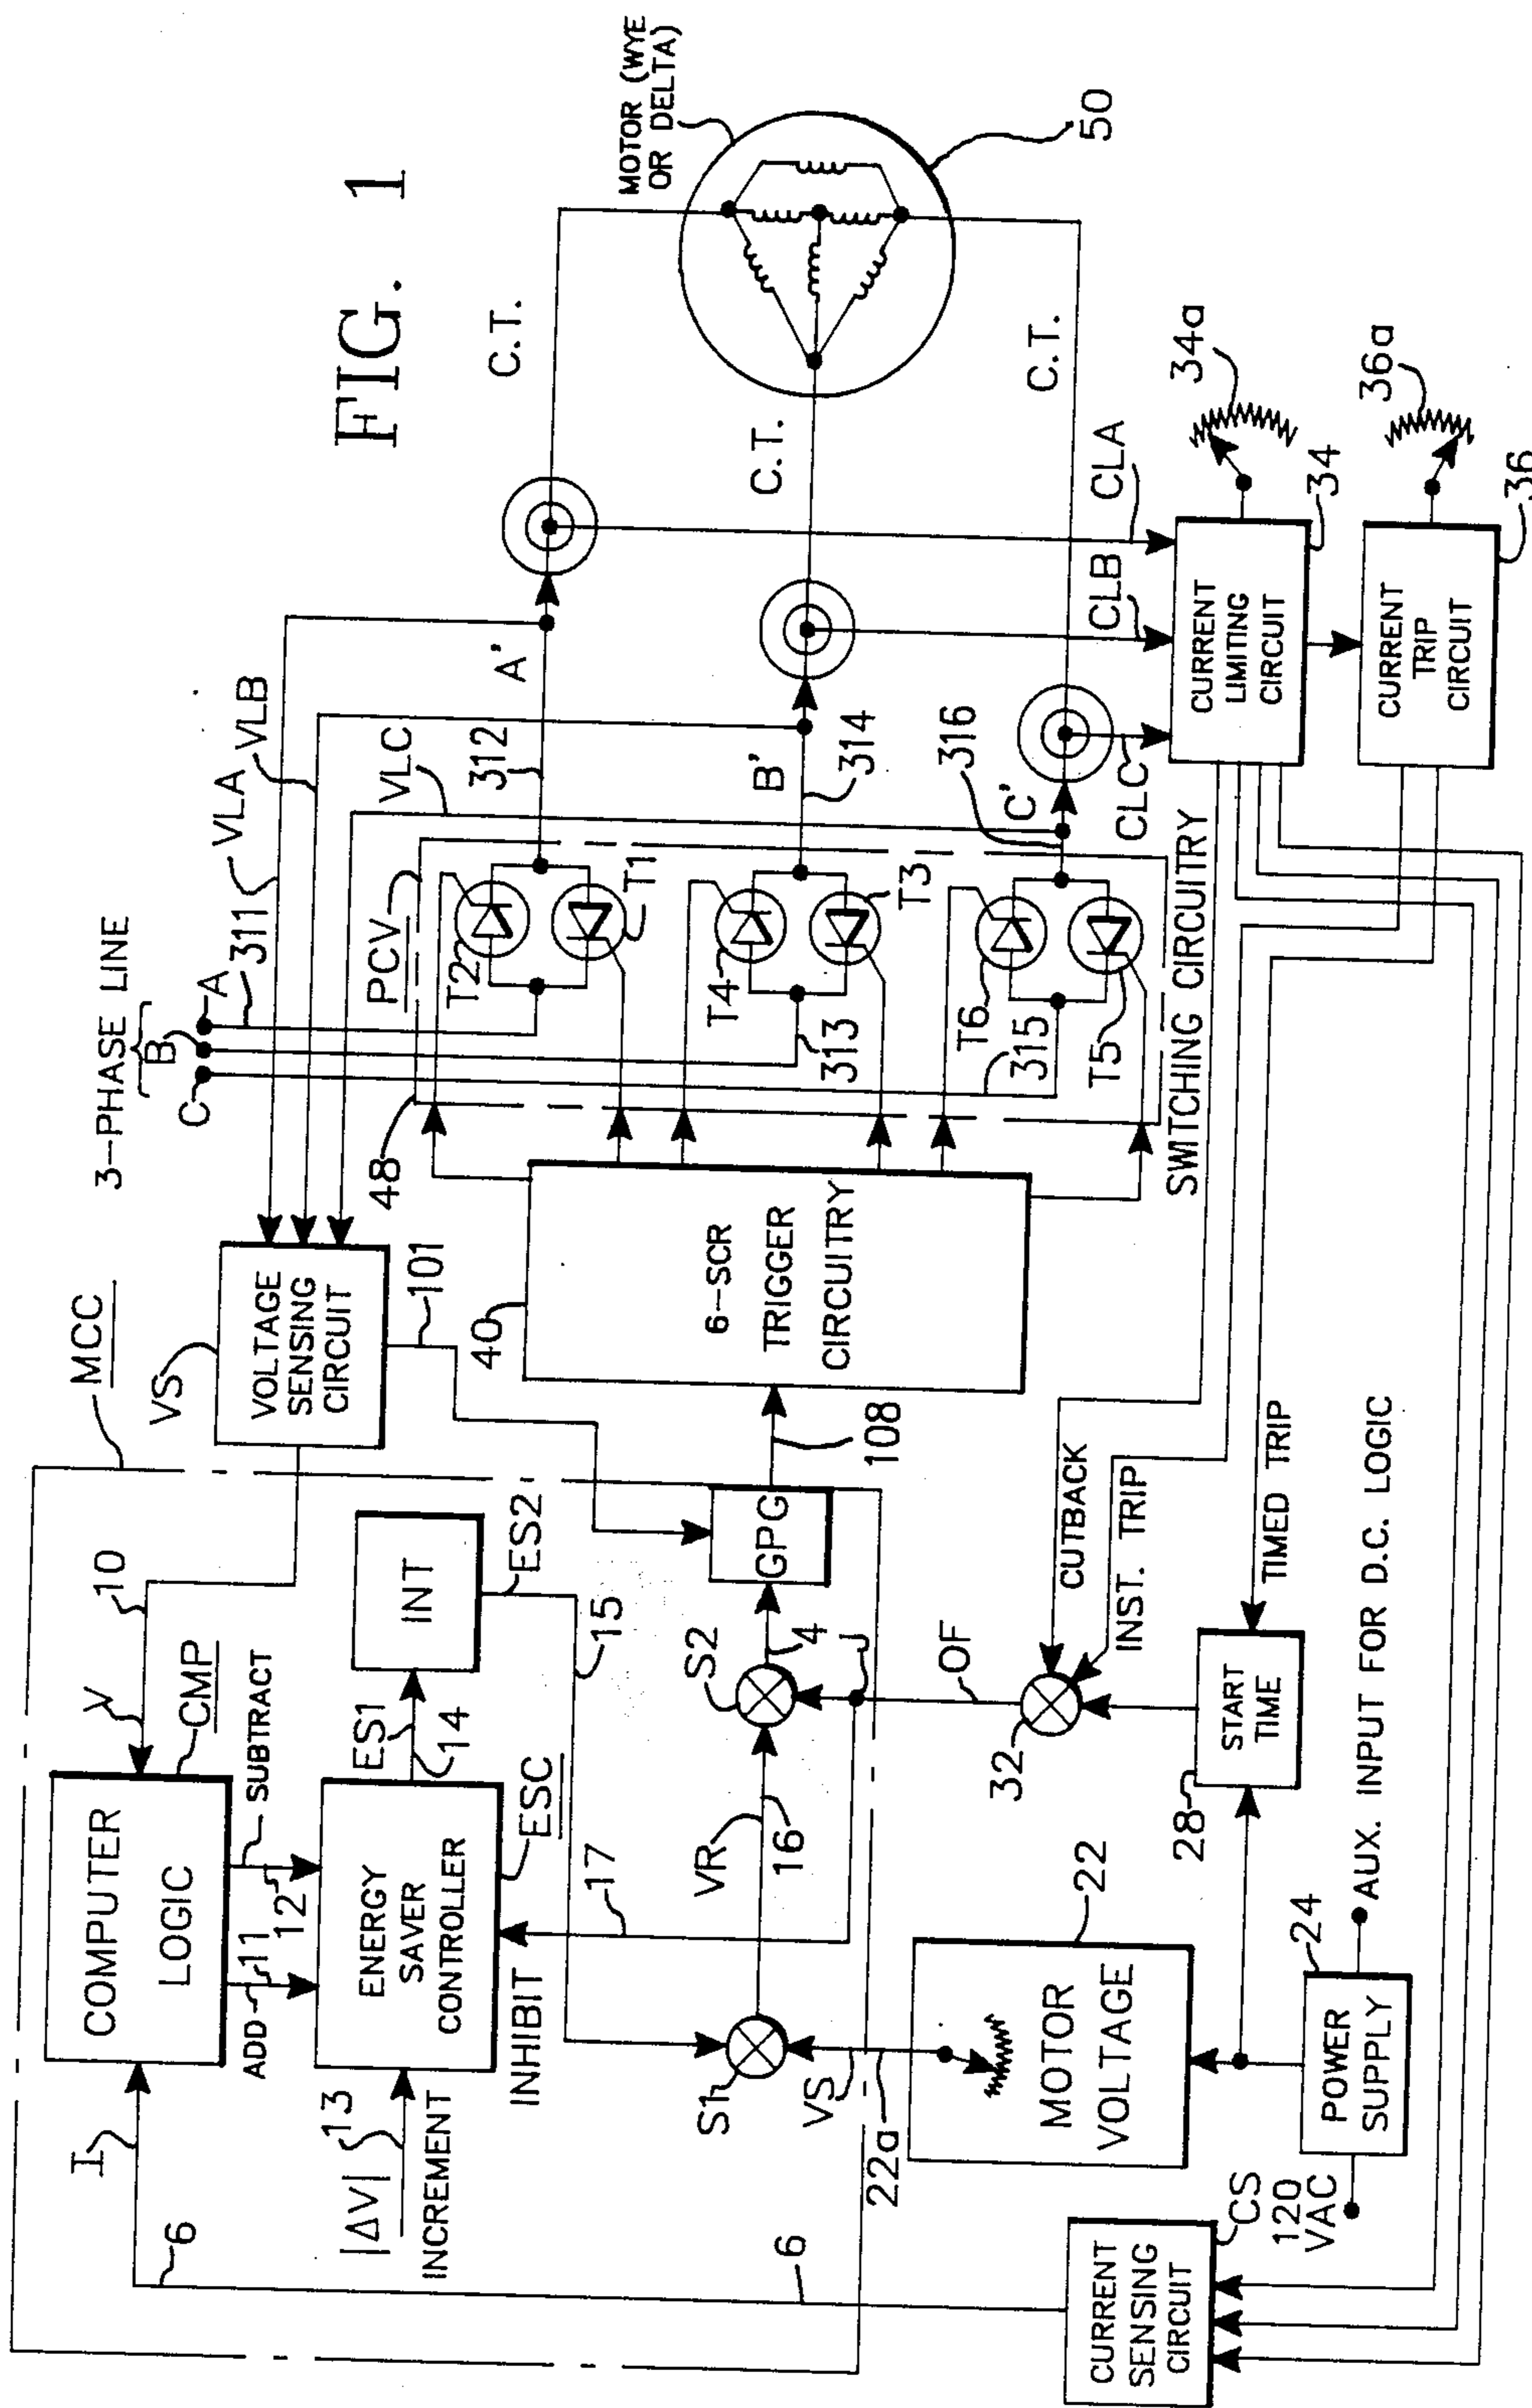 FIG. 1
3-PHASE LINE
C
B
A
311
VLA
VLB
VLC
312
A'
C.T.
MOTOR (WYE
OR DELTA)
50
MCC
VS
VOLTAGE
SENSING
CIRCUIT
101
48
PCV
T2
T1
T4
T3
T6
T5
313
315
B'
314
C.T.
C'
316
C.T.
SWITCHING CIRCUITRY
40
6-SCR
TRIGGER
CIRCUITRY
108
GPG
I
6
V
10
COMPUTER
LOGIC
CMP
ADD
11
12
SUBTRACT
|ΔV|
13
INCREMENT
ENERGY
SAVER
CONTROLLER
ESC
INHIBIT
17
ES1
14
INT
ES2
15
S1
VR
16
S2
4
J
VS
22a
MOTOR
VOLTAGE
22
OF
32
CUTBACK
INST. TRIP
TIMED TRIP
START
TIME
28
POWER
SUPPLY
24
120
VAC
AUX. INPUT FOR D.C. LOGIC
6
CURRENT
SENSING
CIRCUIT
CS
CLA
CLB
CLC
CURRENT
LIMITING
CIRCUIT
34
34a
CURRENT
TRIP
CIRCUIT
36
36a